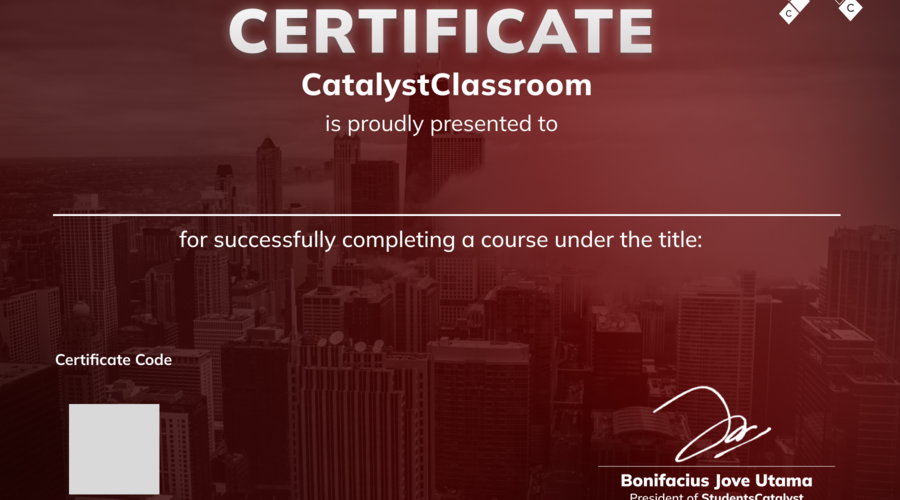 C C
CERTIFICATE
CatalystClassroom
is proudly presented to
for successfully completing a course under the title:
Certificate Code
Bonifacius Jove Utama
President of StudentsCatalyst